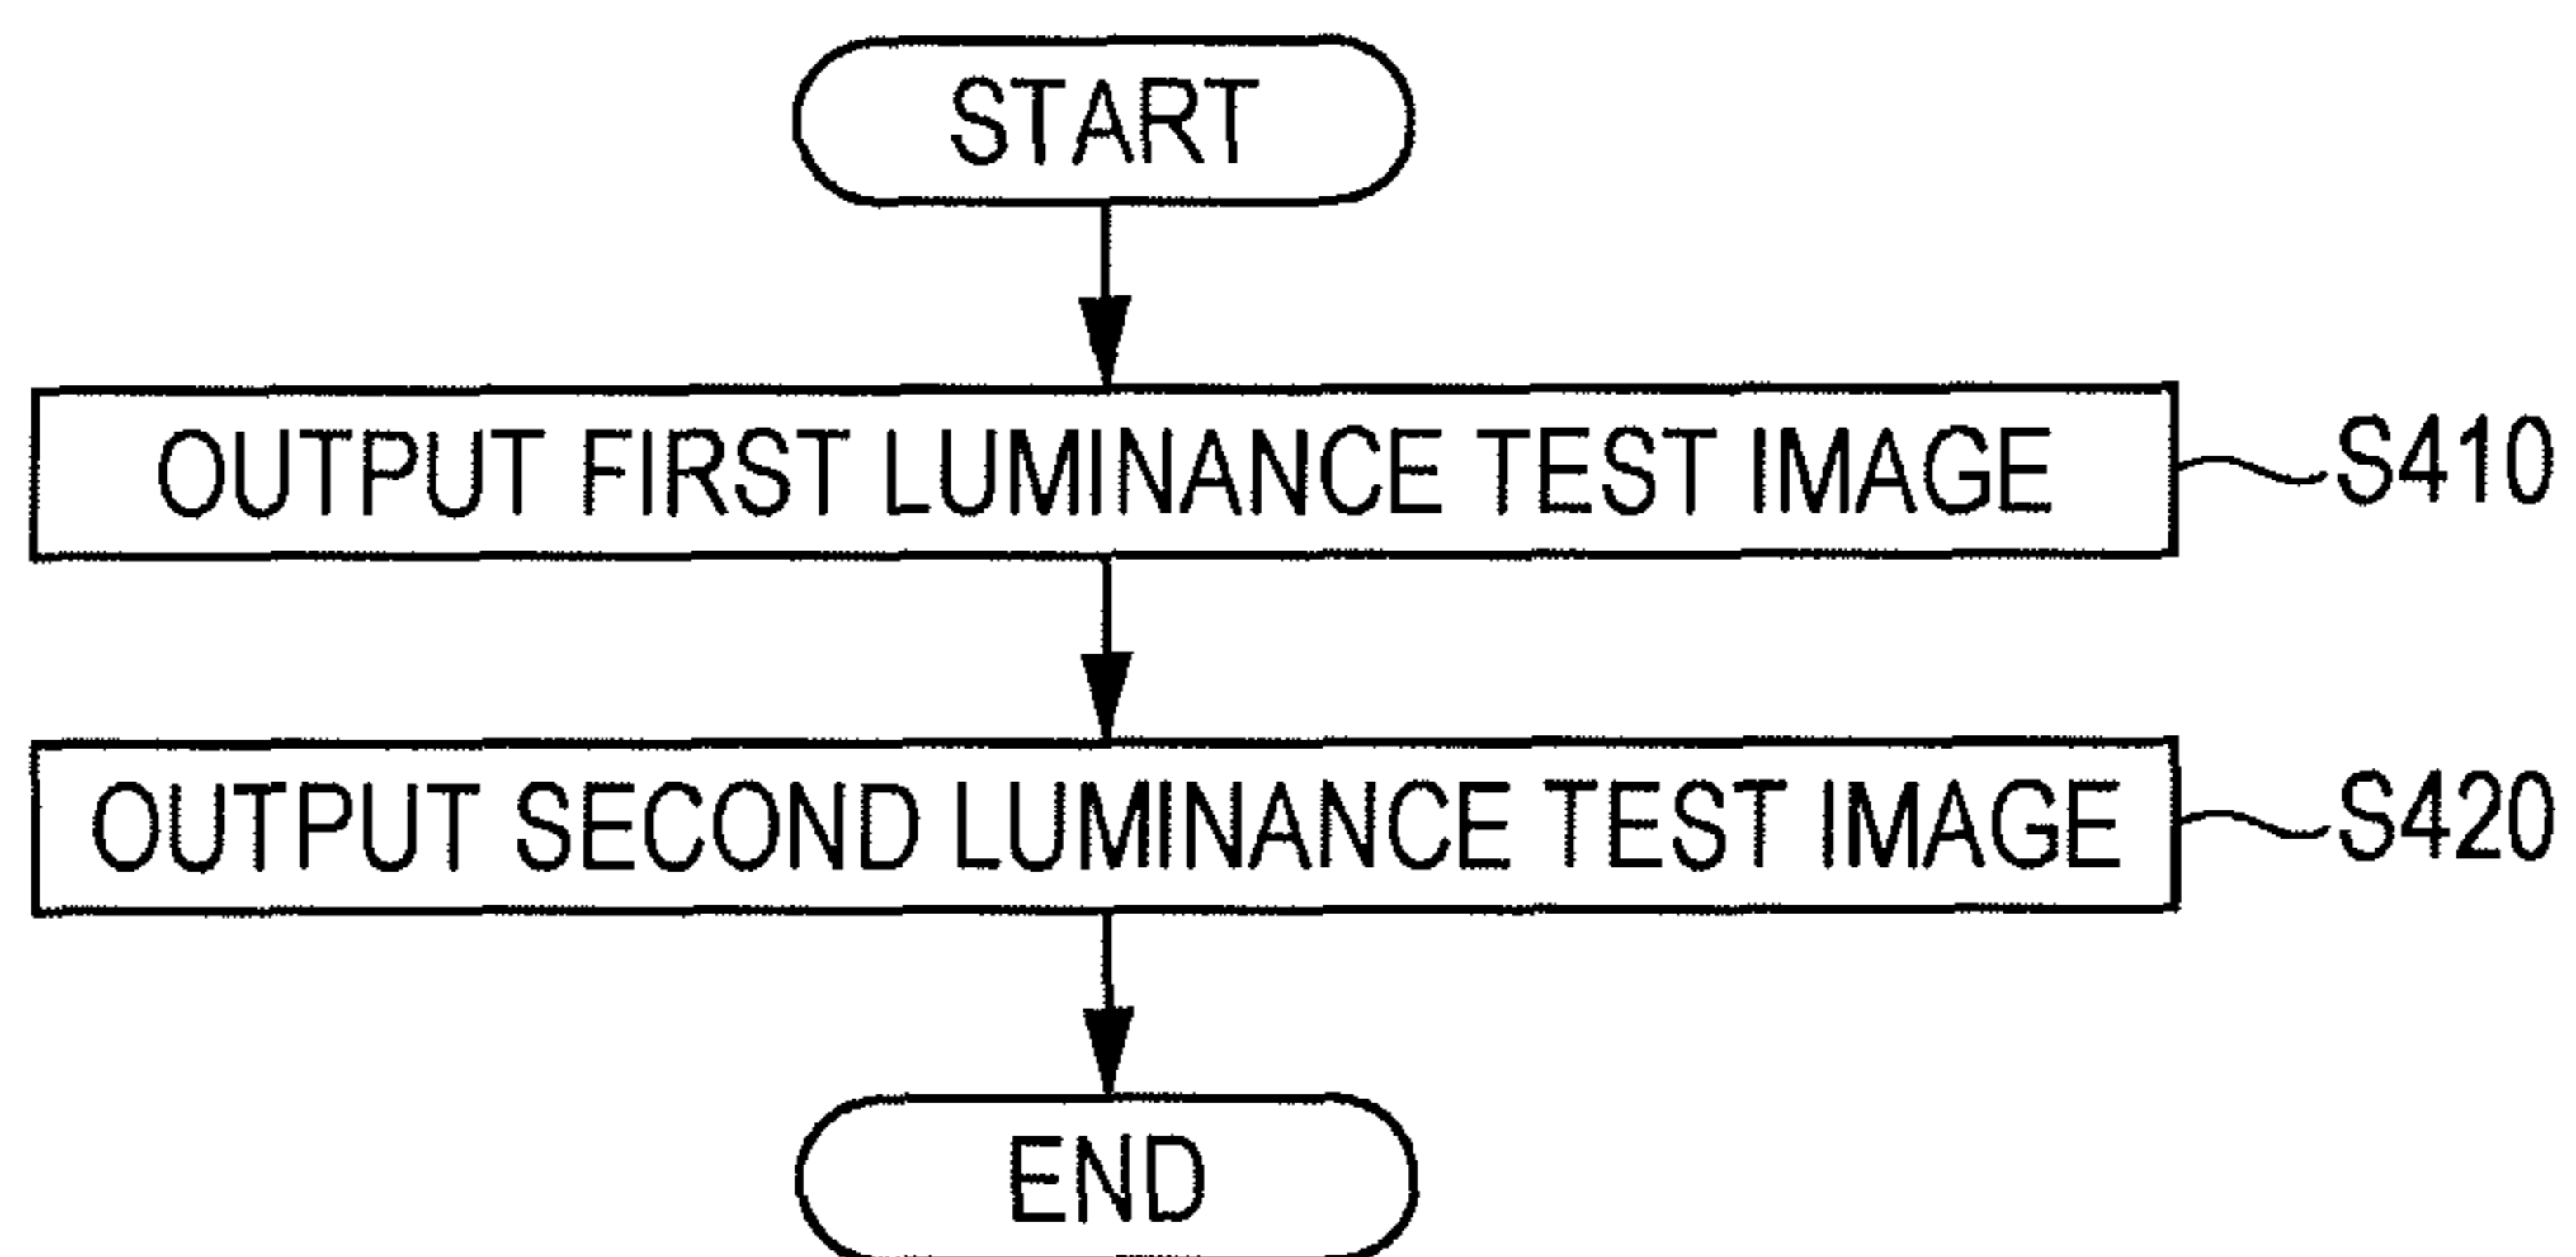 START
OUTPUT FIRST LUMINANCE TEST IMAGE S410
OUTPUT SECOND LUMINANCE TEST IMAGE S420
END